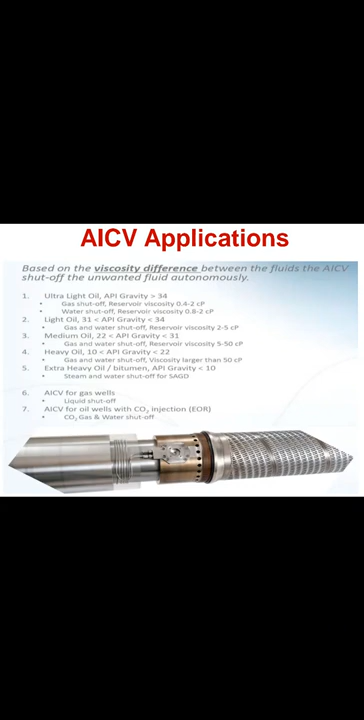 AICV Applications
Based on the viscosity difference between the fluids the AICV
shut-off the unwanted fluid autonomously.
1. Ultra Light Oil, API Gravity > 34
• Gas shut-off, Reservoir viscosity 0.4-2 cP
• Water shut-off, Reservoir viscosity 0.8-2 cP
2. Light Oil, 31 < API Gravity < 34
• Gas and water shut-off, Reservoir viscosity 2-5 cP
3. Medium Oil, 22 < API Gravity < 31
• Gas and water shut-off, Reservoir viscosity 5-50 cP
4. Heavy Oil, 10 < API Gravity < 22
• Gas and water shut-off, Viscosity larger than 50 cP
5. Extra Heavy Oil / bitumen, API Gravity < 10
• Steam and water shut-off for SAGD
6. AICV for gas wells
• Liquid shut-off
7. AICV for oil wells with CO₂ injection (EOR)
• CO₂ Gas & Water shut-off